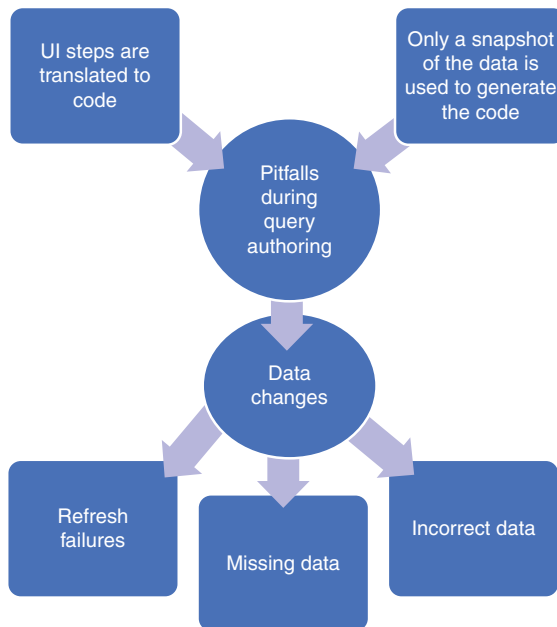 UI steps are
translated to
code
Only a snapshot
of the data is
used to generate
the code
Pitfalls
during
query
authoring
Data
changes
Refresh
failures
Missing data
Incorrect data